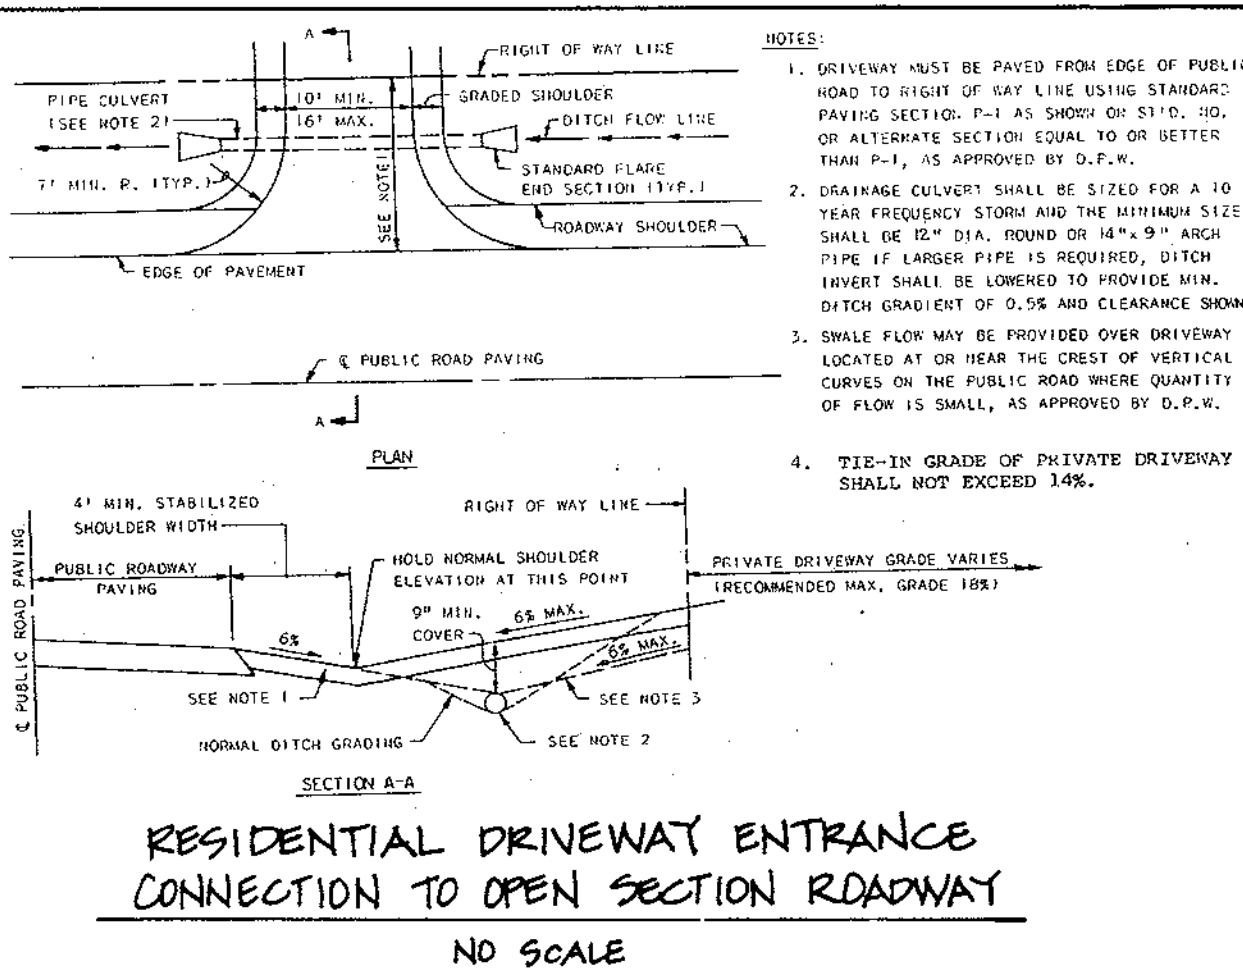 A
RIGHT OF WAY LINE
PIPE CULVERT
(SEE NOTE 2)
10' MIN.
16' MAX.
GRADED SHOULDER
DITCH FLOW LINE
7' MIN. R. (TYP.)
SEE NOTE 1
STANDARD FLARE
END SECTION (TYP.)
ROADWAY SHOULDER
EDGE OF PAVEMENT
℄ PUBLIC ROAD PAVING
A
PLAN
NOTES:
1. DRIVEWAY MUST BE PAVED FROM EDGE OF PUBLIC
ROAD TO RIGHT OF WAY LINE USING STANDARD
PAVING SECTION P-1 AS SHOWN ON ST'D. NO.
OR ALTERNATE SECTION EQUAL TO OR BETTER
THAN P-1, AS APPROVED BY D.P.W.
2. DRAINAGE CULVERT SHALL BE SIZED FOR A 10
YEAR FREQUENCY STORM AND THE MINIMUM SIZE
SHALL BE 12" DIA. ROUND OR 14"x 9" ARCH
PIPE IF LARGER PIPE IS REQUIRED, DITCH
INVERT SHALL BE LOWERED TO PROVIDE MIN.
DITCH GRADIENT OF 0.5% AND CLEARANCE SHOWN
3. SWALE FLOW MAY BE PROVIDED OVER DRIVEWAY
LOCATED AT OR NEAR THE CREST OF VERTICAL
CURVES ON THE PUBLIC ROAD WHERE QUANTITY
OF FLOW IS SMALL, AS APPROVED BY D.P.W.
4. TIE-IN GRADE OF PRIVATE DRIVEWAY
SHALL NOT EXCEED 14%.
4' MIN. STABILIZED
SHOULDER WIDTH
RIGHT OF WAY LINE
℄ PUBLIC ROAD PAVING
PUBLIC ROADWAY
PAVING
HOLD NORMAL SHOULDER
ELEVATION AT THIS POINT
PRIVATE DRIVEWAY GRADE VARIES
(RECOMMENDED MAX. GRADE 18%)
9" MIN.
COVER
6% MAX.
6%
6% MAX.
SEE NOTE 1
SEE NOTE 3
NORMAL DITCH GRADING
SEE NOTE 2
SECTION A-A
RESIDENTIAL DRIVEWAY ENTRANCE
CONNECTION TO OPEN SECTION ROADWAY
NO SCALE